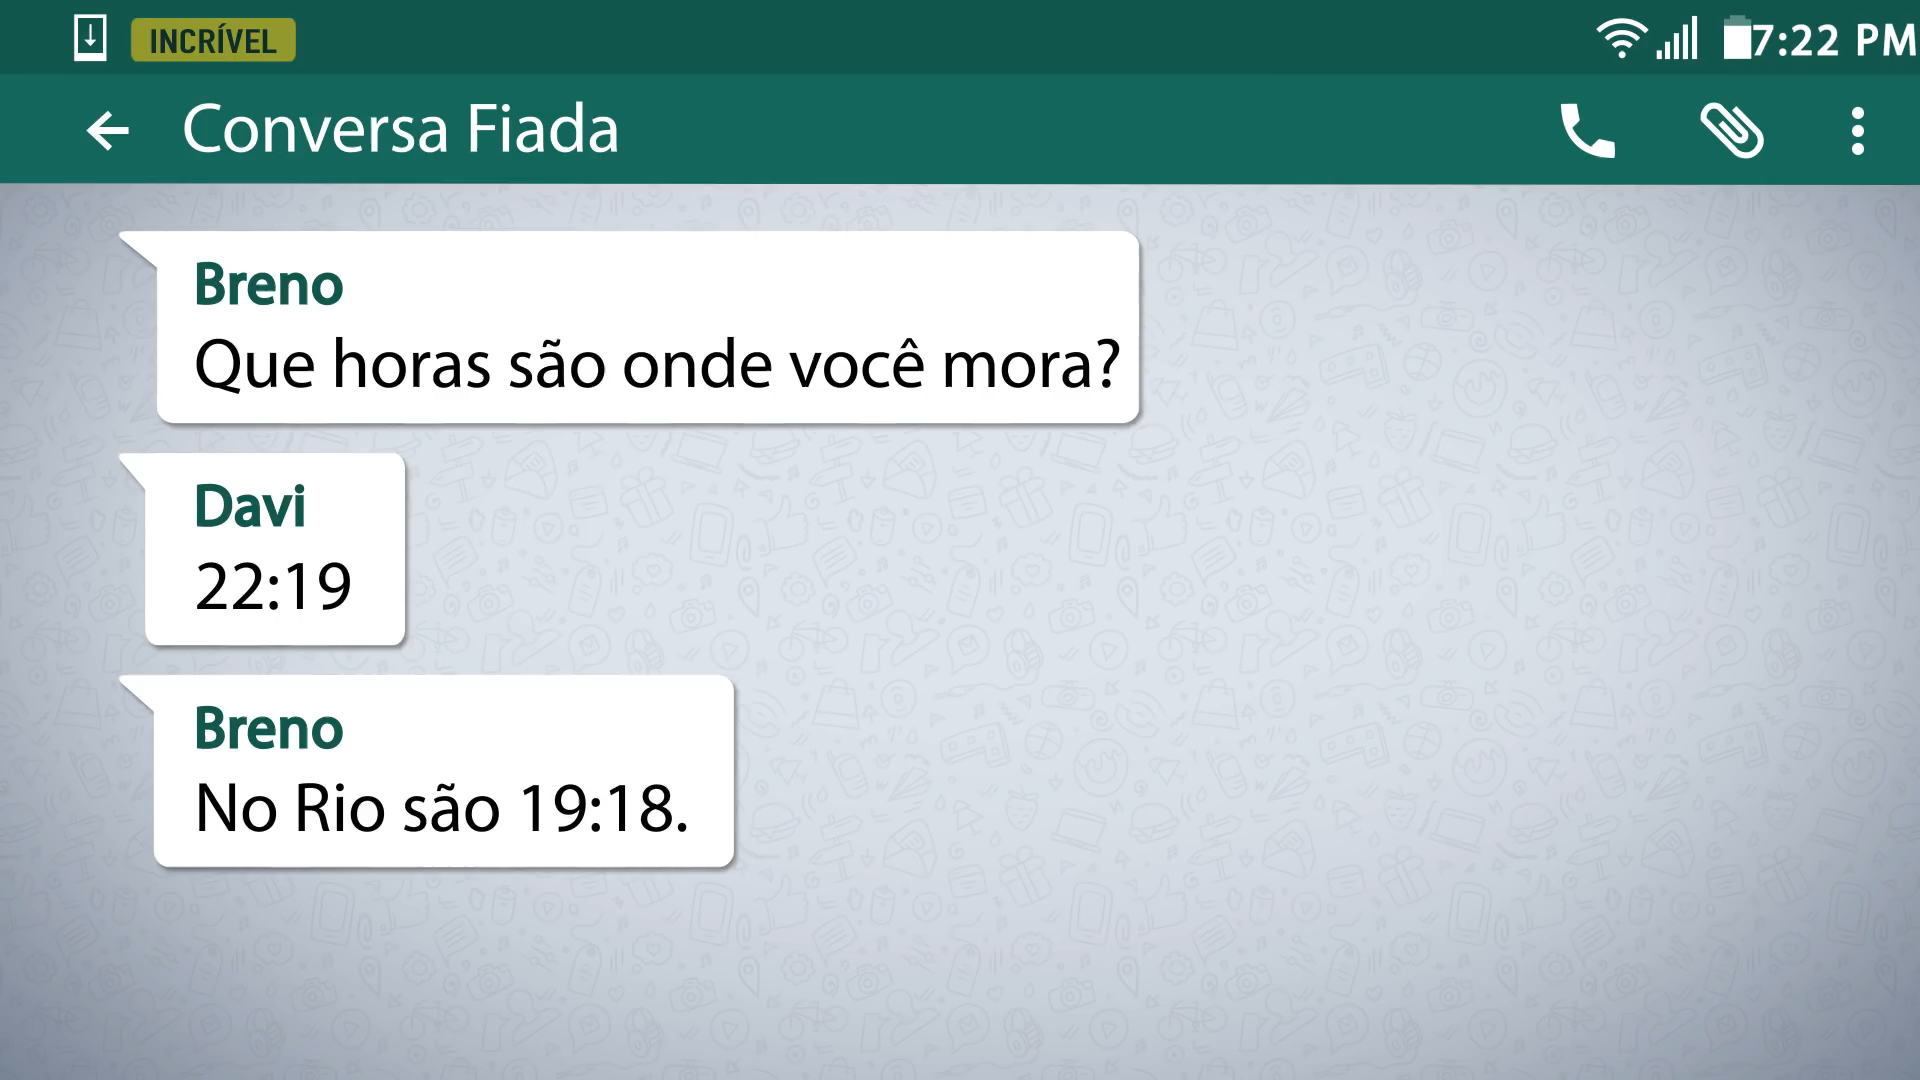 INCRÍVEL
7:22 PM
Conversa Fiada
Breno
Que horas são onde você mora?
Davi
22:19
Breno
No Rio são 19:18.